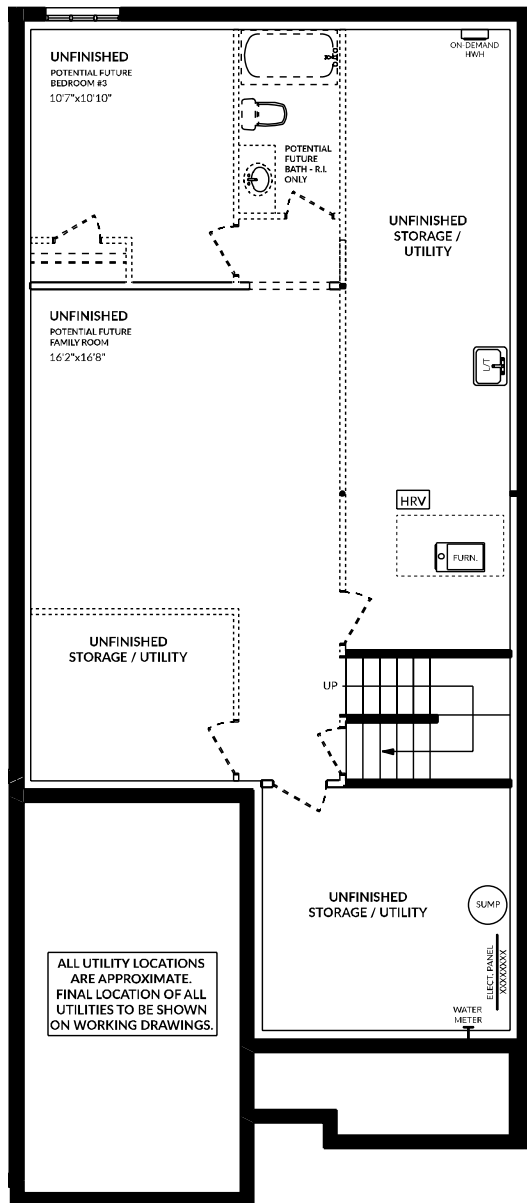 UNFINISHED
POTENTIAL FUTURE
BEDROOM #3
10'7"x10'10"
ON-DEMAND
HWH
POTENTIAL
FUTURE
BATH - R.I.
ONLY
UNFINISHED
STORAGE /
UTILITY
UNFINISHED
POTENTIAL FUTURE
FAMILY ROOM
16'2"x16'8"
L/T
HRV
FURN.
UNFINISHED
STORAGE / UTILITY
UP
UNFINISHED
STORAGE / UTILITY
SUMP
ELECT. PANEL
XXXXXXXX
WATER
METER
ALL UTILITY LOCATIONS
ARE APPROXIMATE.
FINAL LOCATION OF ALL
UTILITIES TO BE SHOWN
ON WORKING DRAWINGS.